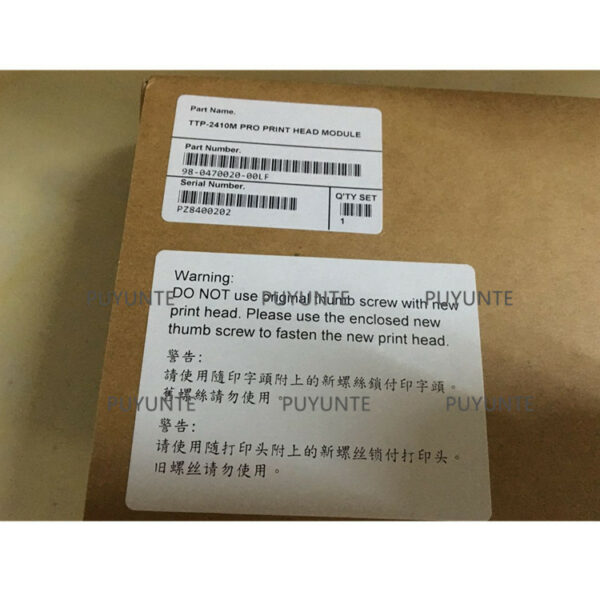 Part Name.
TTP-2410M PRO PRINT HEAD MODULE
Part Number.
98-0470020-00LF
Serial Number.
PZ8400202
Q'TY SET
1
Warning:
DO NOT use original thumb screw with new
print head. Please use the enclosed new
thumb screw to fasten the new print head.
警告:
請使用隨印字頭附上的新螺絲鎖付印字頭。
舊螺絲請勿使用。
警告:
请使用随打印头附上的新螺丝锁付打印头。
旧螺丝请勿使用。
PUYUNTE PUYUNTE PUYUNTE
PUYUNTE PUYUNTE PUYUNTE